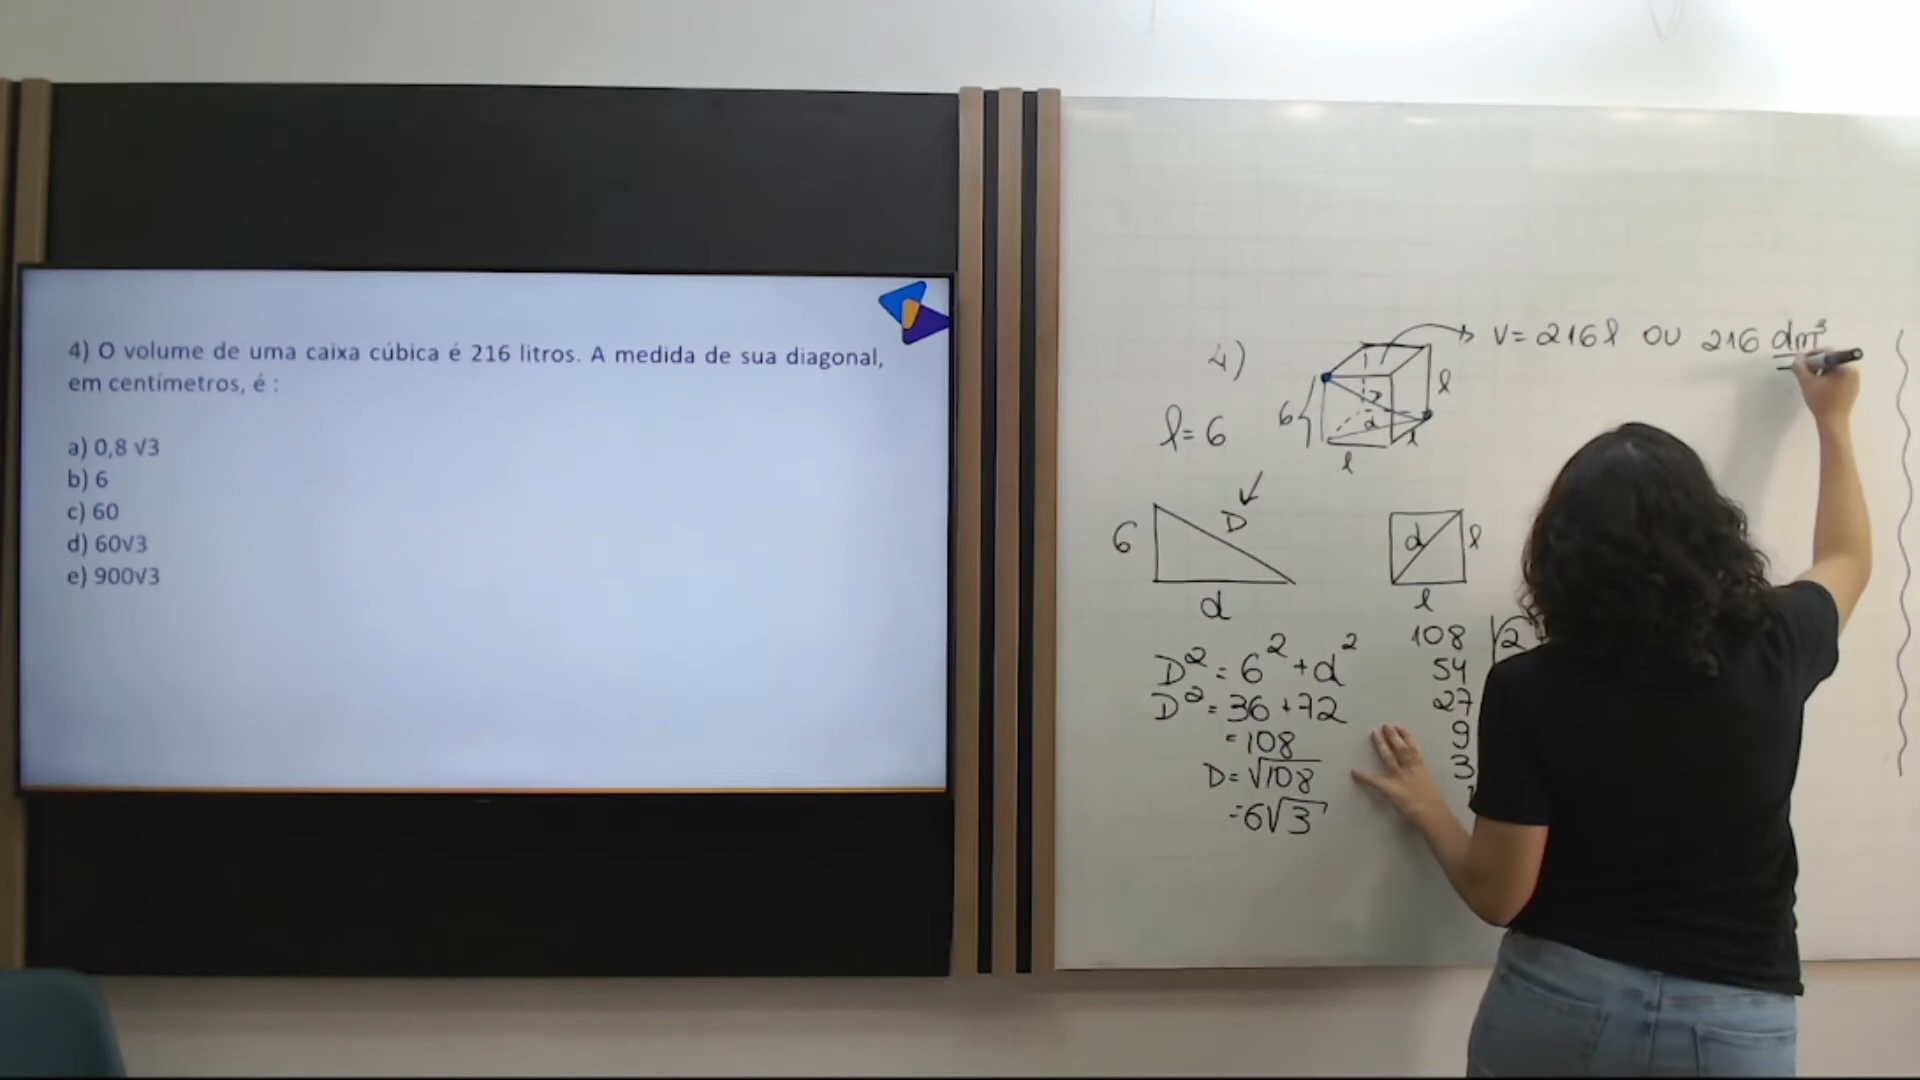 4) O volume de uma caixa cúbica é 216 litros. A medida de sua diagonal,
em centímetros, é :
a) 0,8 √3
b) 6
c) 60
d) 60√3
e) 900√3
4)
V = 216 l OU 216 dm³
l = 6
6
l
d
l
l
6
D
d
d
l
l
D² = 6² + d²
D² = 36 + 72
= 108
D = √108
= 6√3
108 2
54
27
9
3